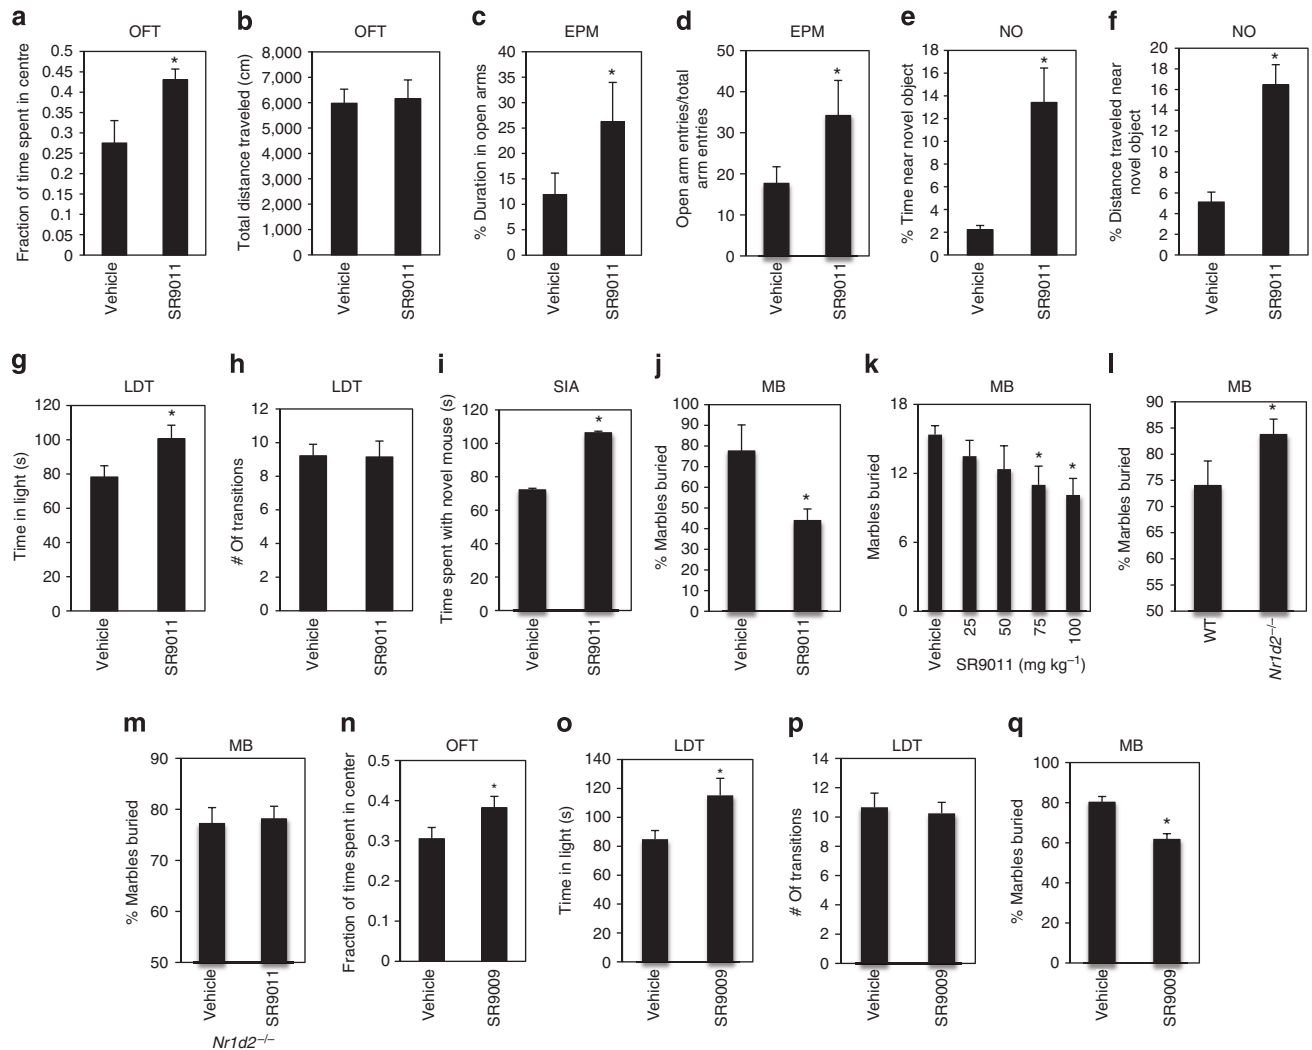 a
OFT
Fraction of time spent in centre
0.5
0.45
0.4
0.35
0.3
0.25
0.2
0.15
0.1
0.05
0
*
Vehicle
SR9011
b
OFT
Total distance traveled (cm)
8,000
7,000
6,000
5,000
4,000
3,000
2,000
1,000
0
Vehicle
SR9011
c
EPM
% Duration in open arms
40
35
30
25
20
15
10
5
0
*
Vehicle
SR9011
d
EPM
Open arm entries/total
arm entries
50
40
30
20
10
0
*
Vehicle
SR9011
e
NO
% Time near novel object
18
16
14
12
10
8
6
4
2
0
*
Vehicle
SR9011
f
NO
% Distance traveled near
novel object
20
18
16
14
12
10
8
6
4
2
0
*
Vehicle
SR9011
g
LDT
Time in light (s)
120
100
80
60
40
20
0
*
Vehicle
SR9011
h
LDT
# Of transitions
12
10
8
6
4
2
0
Vehicle
SR9011
i
SIA
Time spent with novel mouse (s)
120
100
80
60
40
20
0
*
Vehicle
SR9011
j
MB
% Marbles buried
100
90
80
70
60
50
40
30
20
10
0
*
Vehicle
SR9011
k
MB
Marbles buried
18
12
6
0
*
*
Vehicle
25
50
75
100
SR9011 (mg kg⁻¹)
l
MB
% Marbles buried
90
85
80
75
70
65
60
55
50
*
WT
Nr1d2⁻/⁻
m
MB
% Marbles buried
90
80
70
60
50
Vehicle
SR9011
Nr1d2⁻/⁻
n
OFT
Fraction of time spent in center
0.5
0.4
0.3
0.2
0.1
0
*
Vehicle
SR9009
o
LDT
Time in light (s)
140
120
100
80
60
40
20
0
*
Vehicle
SR9009
p
LDT
# Of transitions
14
12
10
8
6
4
2
0
Vehicle
SR9009
q
MB
% Marbles buried
100
80
60
40
20
0
*
Vehicle
SR9009